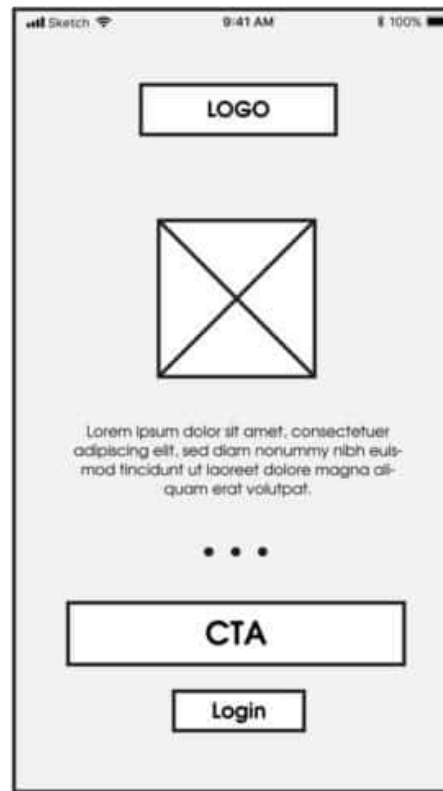 Sketch 9:41 AM 100%
LOGO
Lorem ipsum dolor sit amet, consectetuer
adipiscing elit, sed diam nonummy nibh euis-
mod tincidunt ut laoreet dolore magna ali-
quam erat volutpat.
CTA
Login